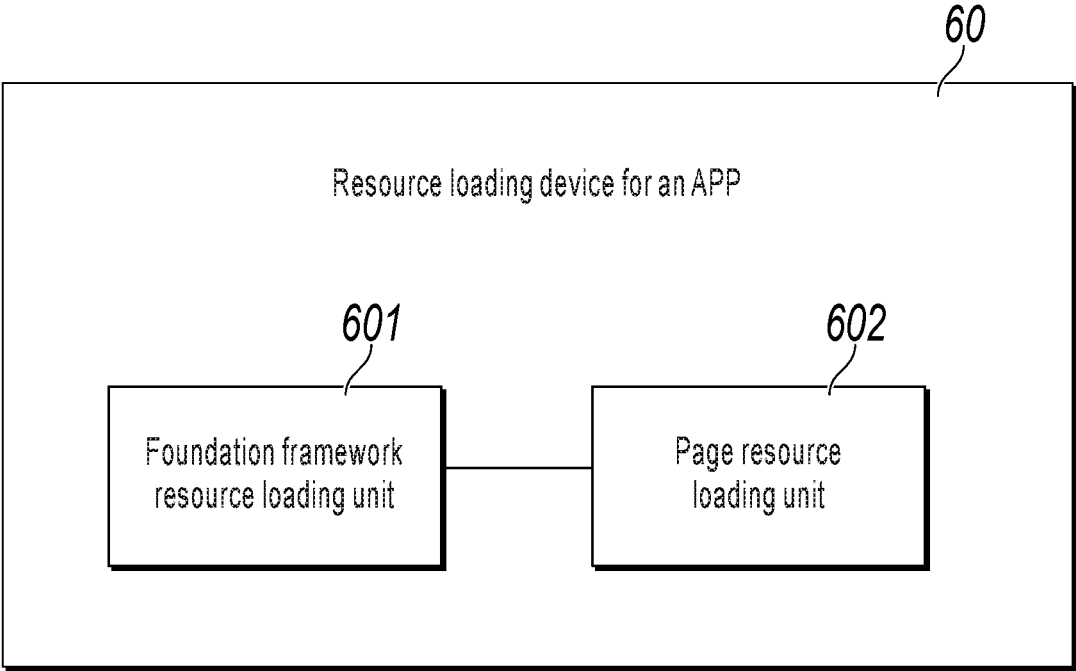 60
Resource loading device for an APP
601
602
Foundation framework
resource loading unit
Page resource
loading unit